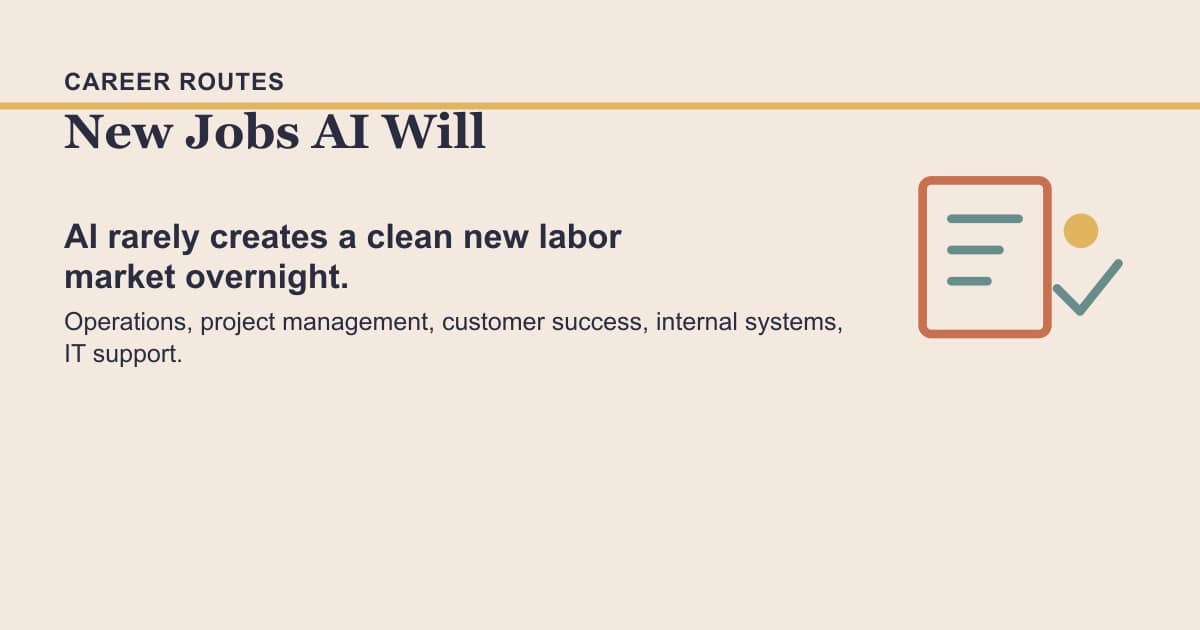 CAREER ROUTES
New Jobs AI Will
AI rarely creates a clean new labor
market overnight.
Operations, project management, customer success, internal systems,
IT support.